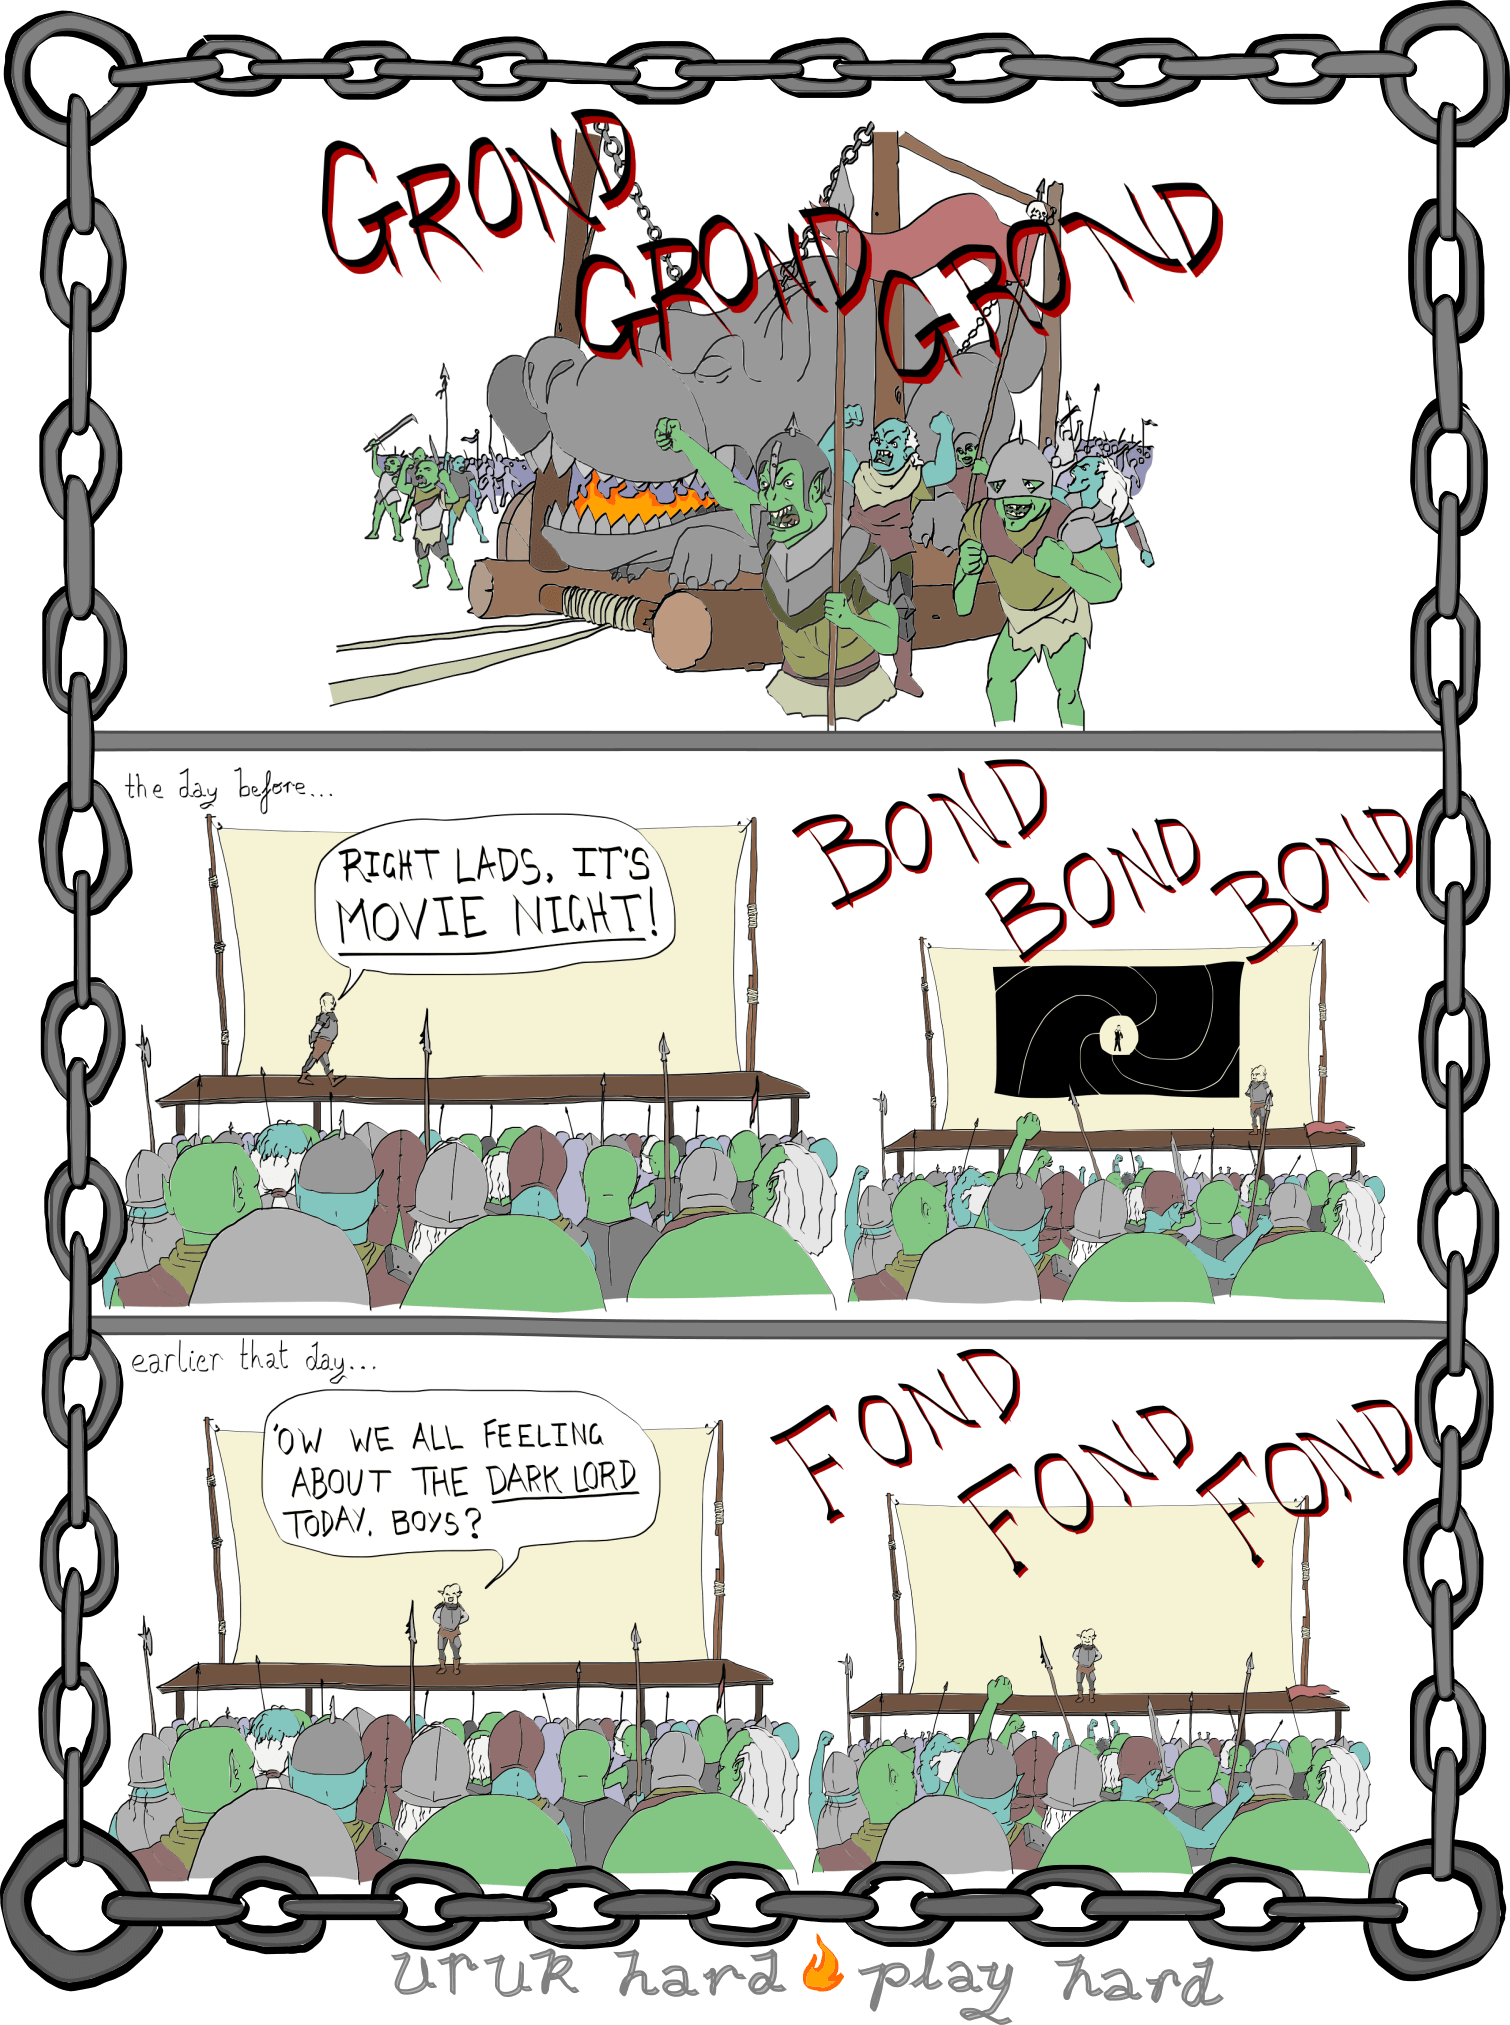 GROND
GROND
GROND
the day before...
RIGHT LADS, IT'S
MOVIE NIGHT!
BOND
BOND
BOND
earlier that day...
'OW WE ALL FEELING
ABOUT THE DARK LORD
TODAY, BOYS?
FOND
FOND
FOND
uruk hard play hard